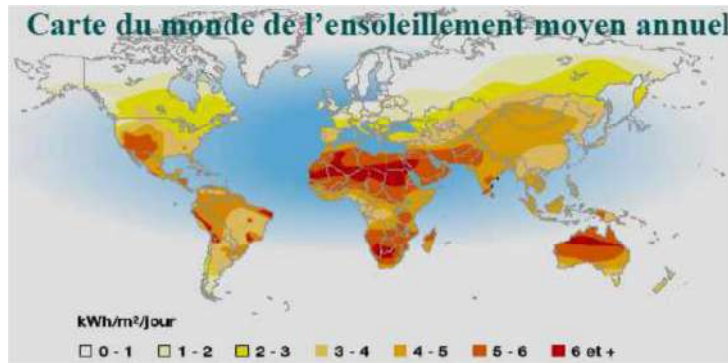 Carte du monde de l'ensoleillement moyen annuel
kWh/m²/jour
0 - 1 1 - 2 2 - 3 3 - 4 4 - 5 5 - 6 6 et +